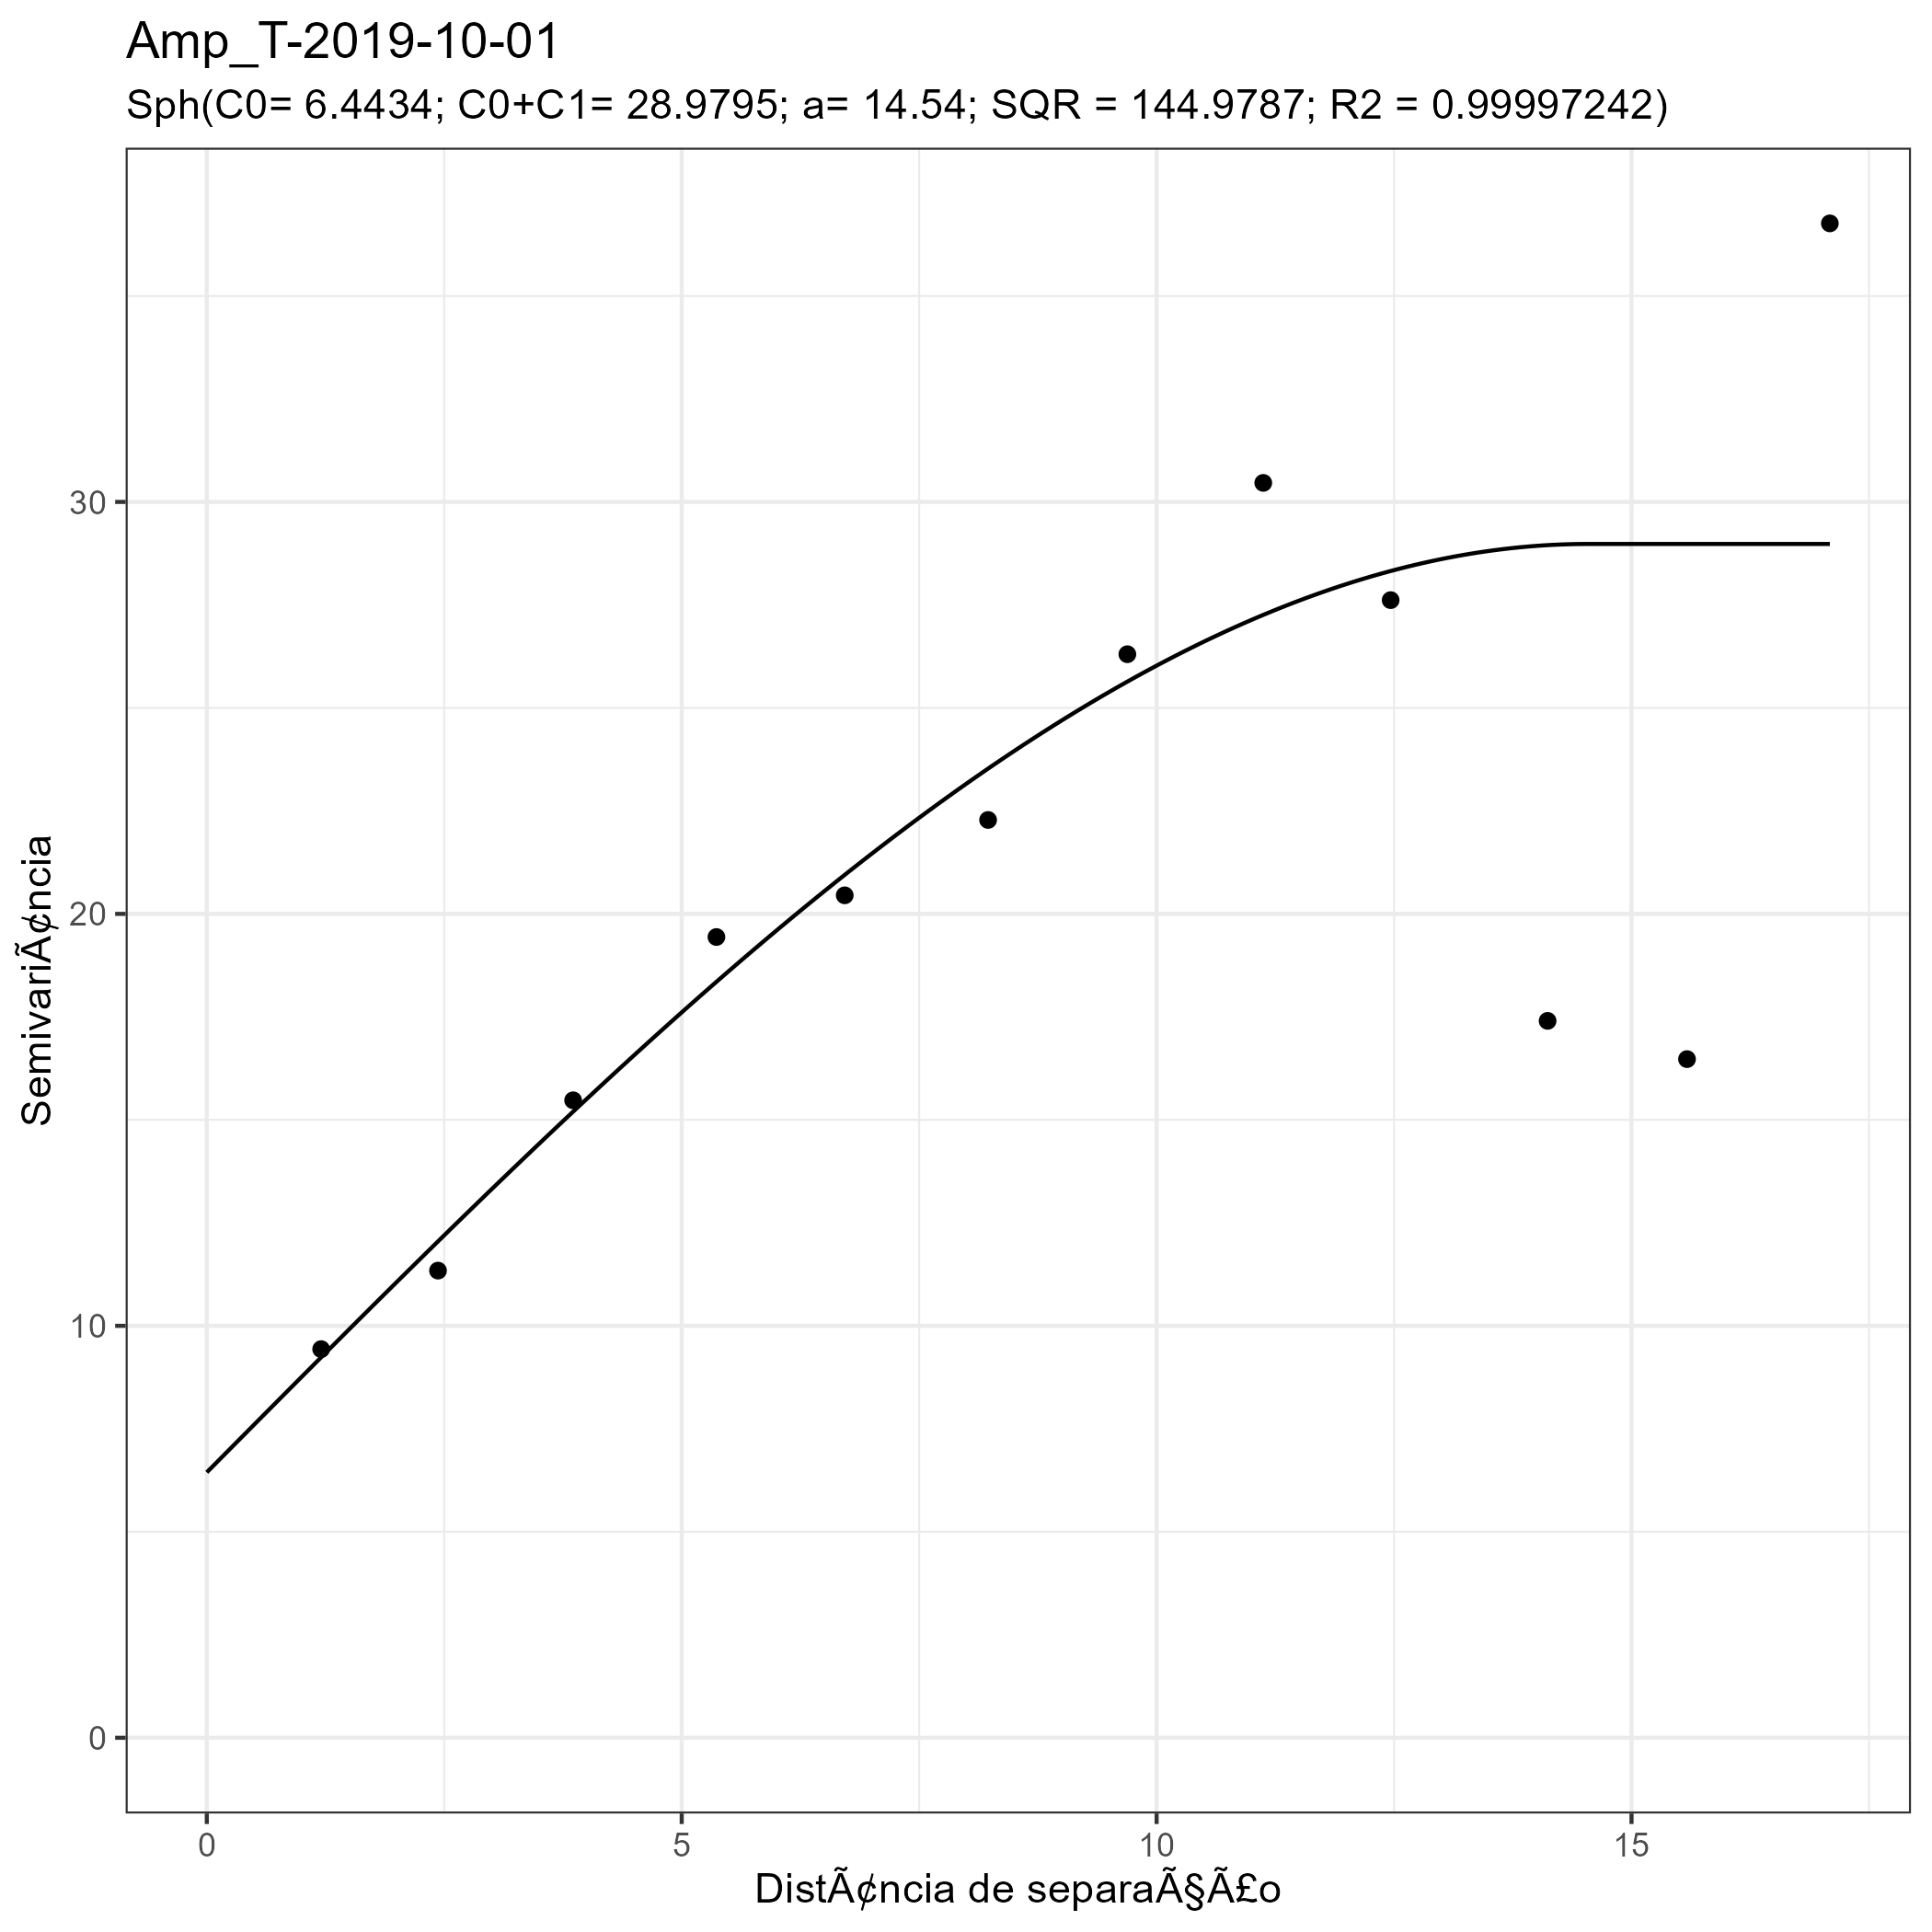 Amp_T-2019-10-01
Sph(C0= 6.4434; C0+C1= 28.9795; a= 14.54; SQR = 144.9787; R2 = 0.99997242)
SemivariÃ¢ncia
30
20
10
0
0 5 10 15
DistÃ¢ncia de separaÃ§Ã£o